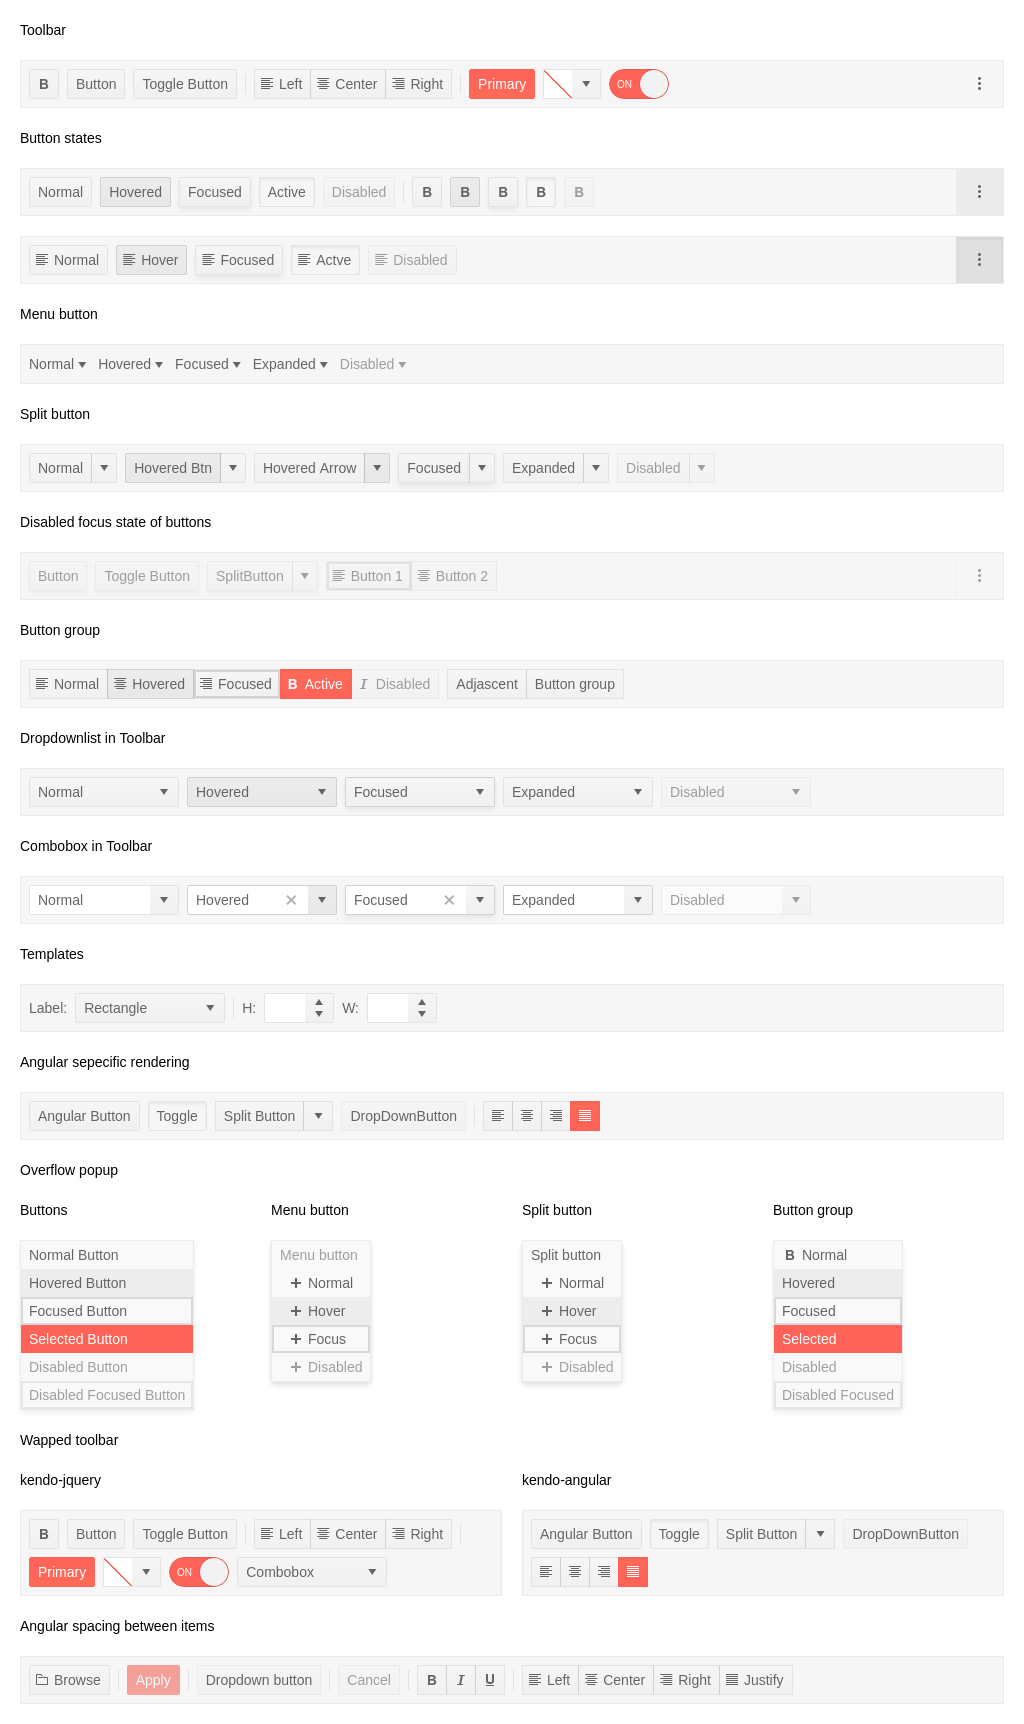 Toolbar
B Button Toggle Button Left Center Right Primary ON
Button states
Normal Hovered Focused Active Disabled B B B B B
Normal Hover Focused Actve Disabled
Menu button
Normal Hovered Focused Expanded Disabled
Split button
Normal Hovered Btn Hovered Arrow Focused Expanded Disabled
Disabled focus state of buttons
Button Toggle Button SplitButton Button 1 Button 2
Button group
Normal Hovered Focused B Active I Disabled Adjascent Button group
Dropdownlist in Toolbar
Normal Hovered Focused Expanded Disabled
Combobox in Toolbar
Normal Hovered Focused Expanded Disabled
Templates
Label: Rectangle H: W:
Angular sepecific rendering
Angular Button Toggle Split Button DropDownButton
Overflow popup
Buttons Menu button Split button Button group
Normal Button Menu button Split button B Normal
Hovered Button Normal Normal Hovered
Focused Button Hover Hover Focused
Selected Button Focus Focus Selected
Disabled Button Disabled Disabled Disabled
Disabled Focused Button Disabled Focused
Wapped toolbar
kendo-jquery kendo-angular
B Button Toggle Button Left Center Right Angular Button Toggle Split Button DropDownButton
Primary ON Combobox
Angular spacing between items
Browse Apply Dropdown button Cancel B I U Left Center Right Justify